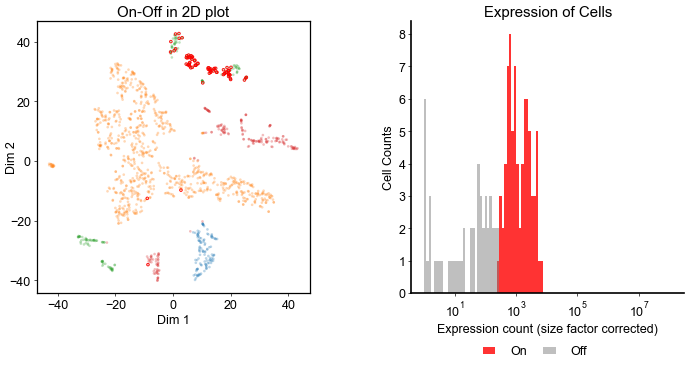 On-Off in 2D plot
40
20
0
−20
−40
Dim 2
−40
−20
0
20
40
Dim 1
Expression of Cells
8
7
6
5
4
3
2
1
0
Cell Counts
10^1
10^3
10^5
10^7
Expression count (size factor corrected)
On
Off